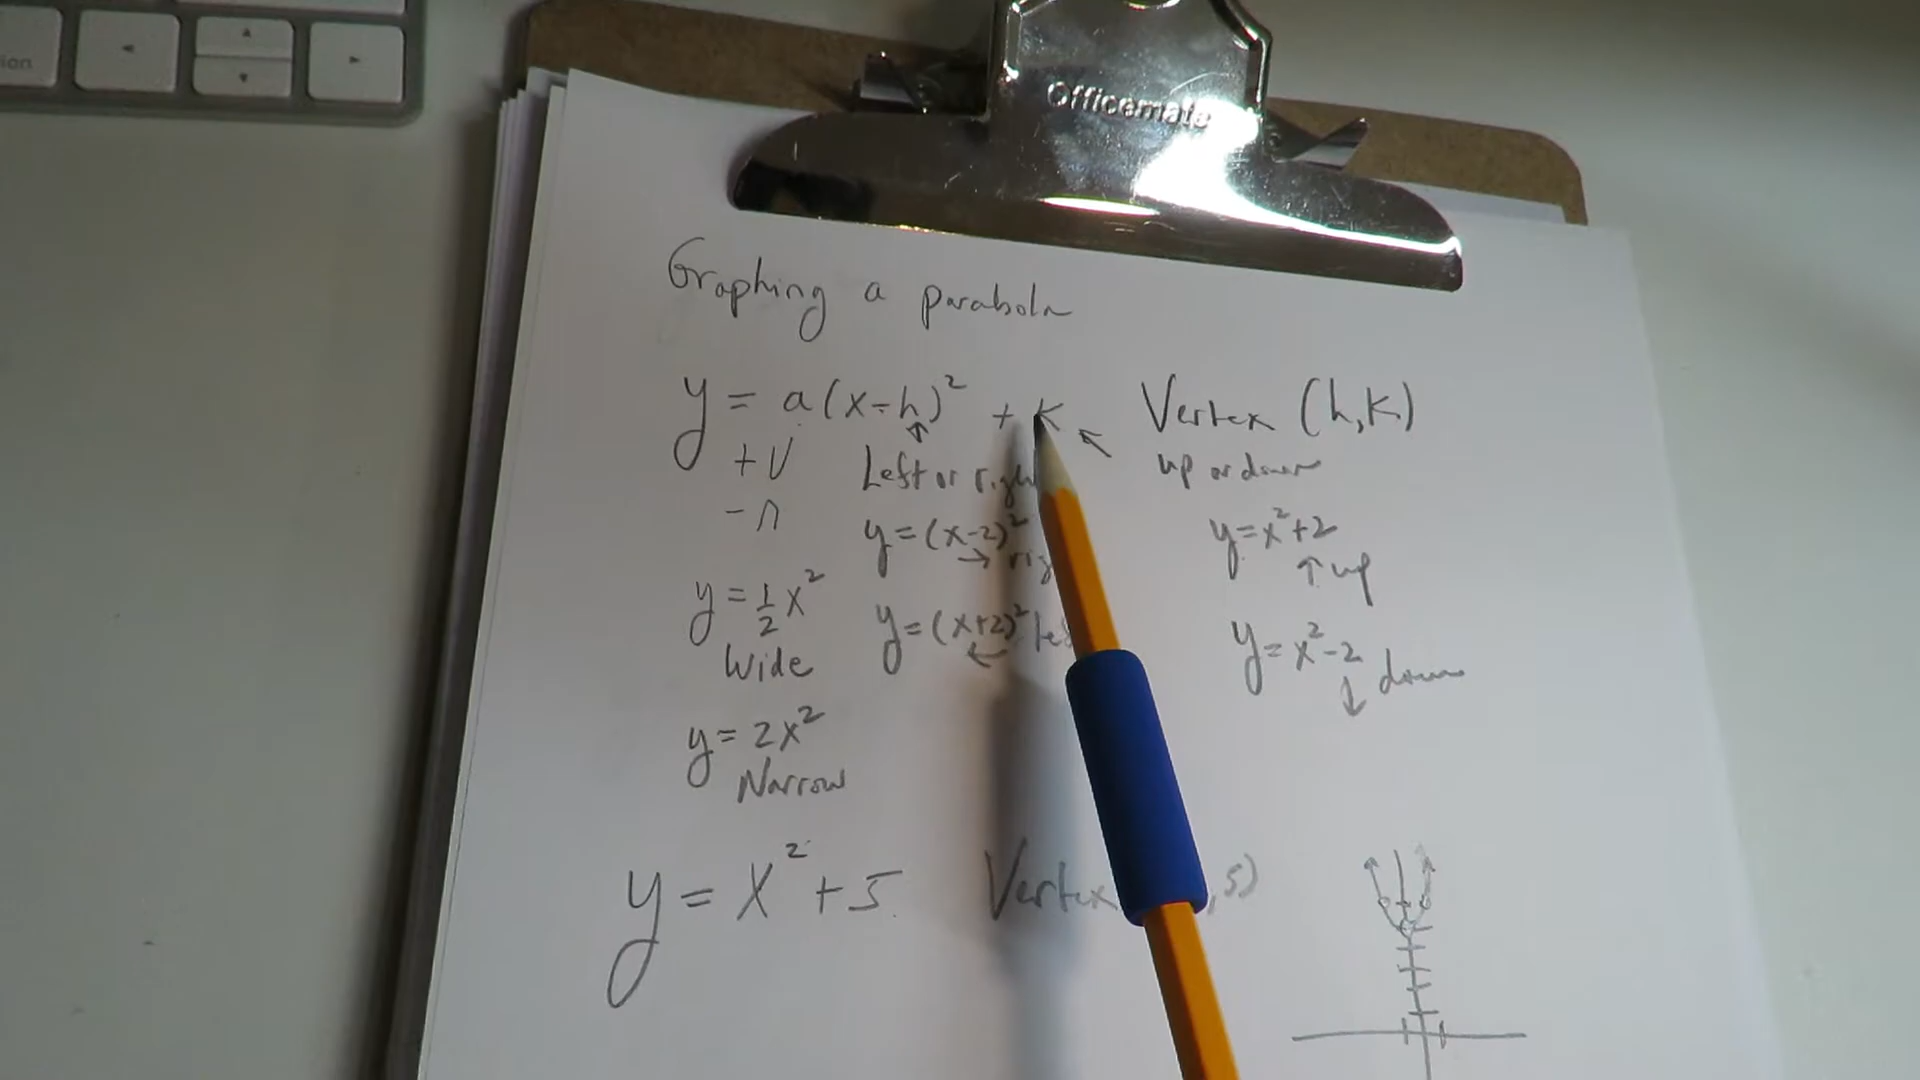 Officemate
Graphing a parabola
y = a(x-h)² + K Vertex (h,K)
+ U Left or right up or down
- ∩ y=(x-2)² y=x²+2
→ ↑ up
y = ½x² y=(x+2)² y=x²-2 down
Wide ← ↓
y = 2x²
Narrow
y = x² + 5 Vertex ,5)